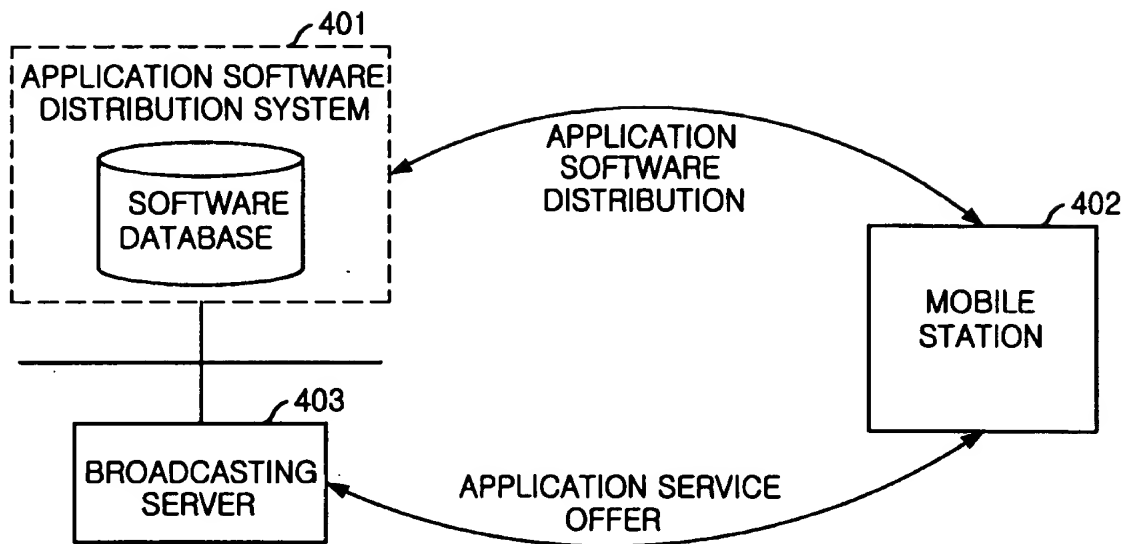 401
APPLICATION SOFTWARE
DISTRIBUTION SYSTEM
SOFTWARE
DATABASE
APPLICATION
SOFTWARE
DISTRIBUTION
402
MOBILE
STATION
403
BROADCASTING
SERVER
APPLICATION SERVICE
OFFER